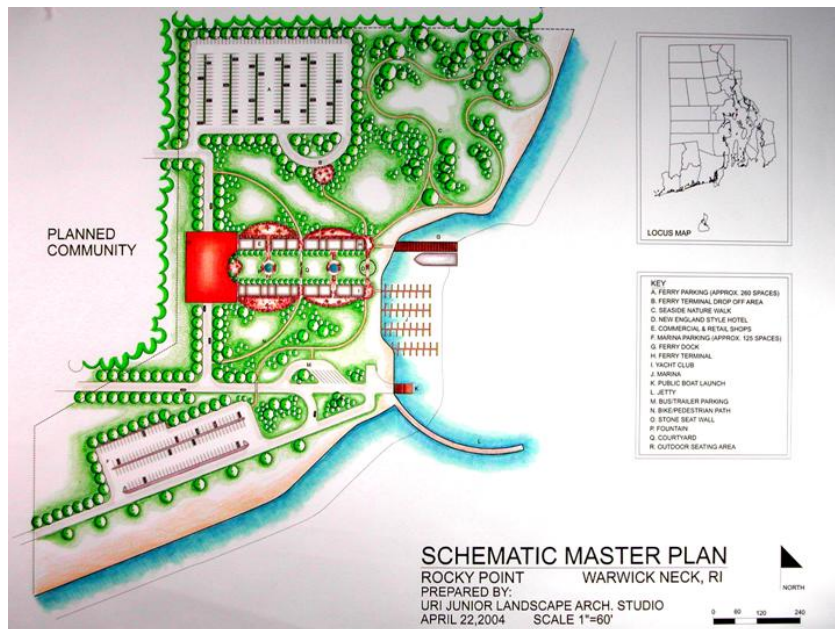 PLANNED
COMMUNITY
LOCUS MAP
KEY
A. FERRY PARKING (APPROX. 260 SPACES)
B. FERRY TERMINAL DROP OFF AREA
C. SEASIDE NATURE WALK
D. NEW ENGLAND STYLE HOTEL
E. COMMERCIAL & RETAIL SHOPS
F. MARINA PARKING (APPROX. 125 SPACES)
G. FERRY DOCK
H. FERRY TERMINAL
I. YACHT CLUB
J. MARINA
K. PUBLIC BOAT LAUNCH
L. JETTY
M. BUS/TRAILER PARKING
N. BIKE/PEDESTRIAN PATH
O. STONE SEAT WALL
P. FOUNTAIN
Q. COURTYARD
R. OUTDOOR SEATING AREA
SCHEMATIC MASTER PLAN
ROCKY POINT WARWICK NECK, RI
PREPARED BY:
URI JUNIOR LANDSCAPE ARCH. STUDIO
APRIL 22,2004 SCALE 1"=60'
NORTH
0 60 120 240